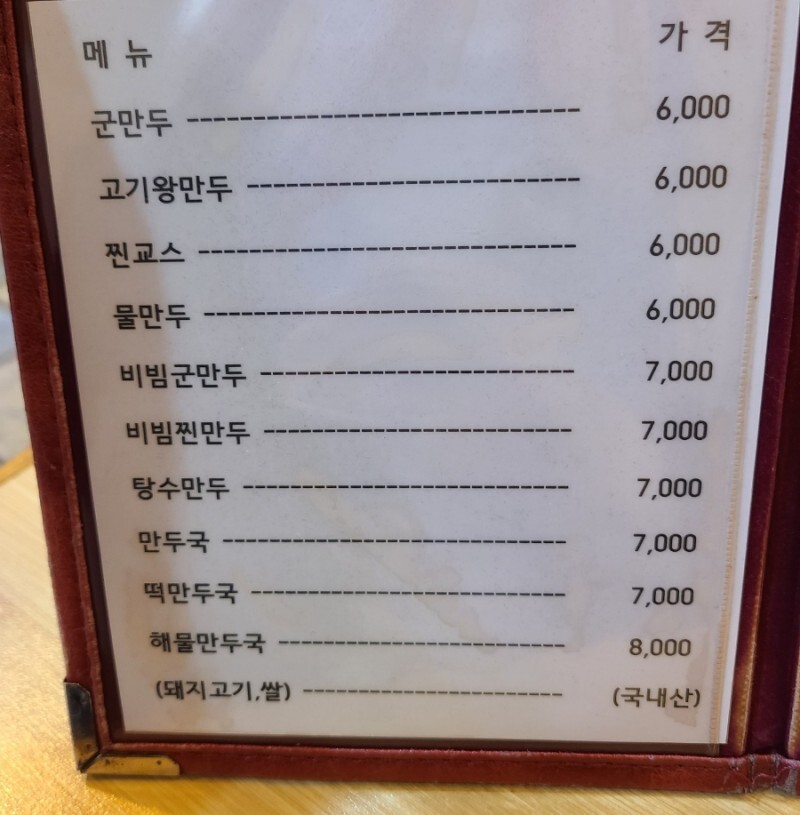 메 뉴 가 격
군만두 ------------------------------ 6,000
고기왕만두 -------------------------- 6,000
찐교스 ------------------------------ 6,000
물만두 ------------------------------ 6,000
비빔군만두 -------------------------- 7,000
비빔찐만두 -------------------------- 7,000
탕수만두 ---------------------------- 7,000
만두국 ------------------------------ 7,000
떡만두국 ---------------------------- 7,000
해물만두국 -------------------------- 8,000
(돼지고기,쌀) ------------------------ (국내산)